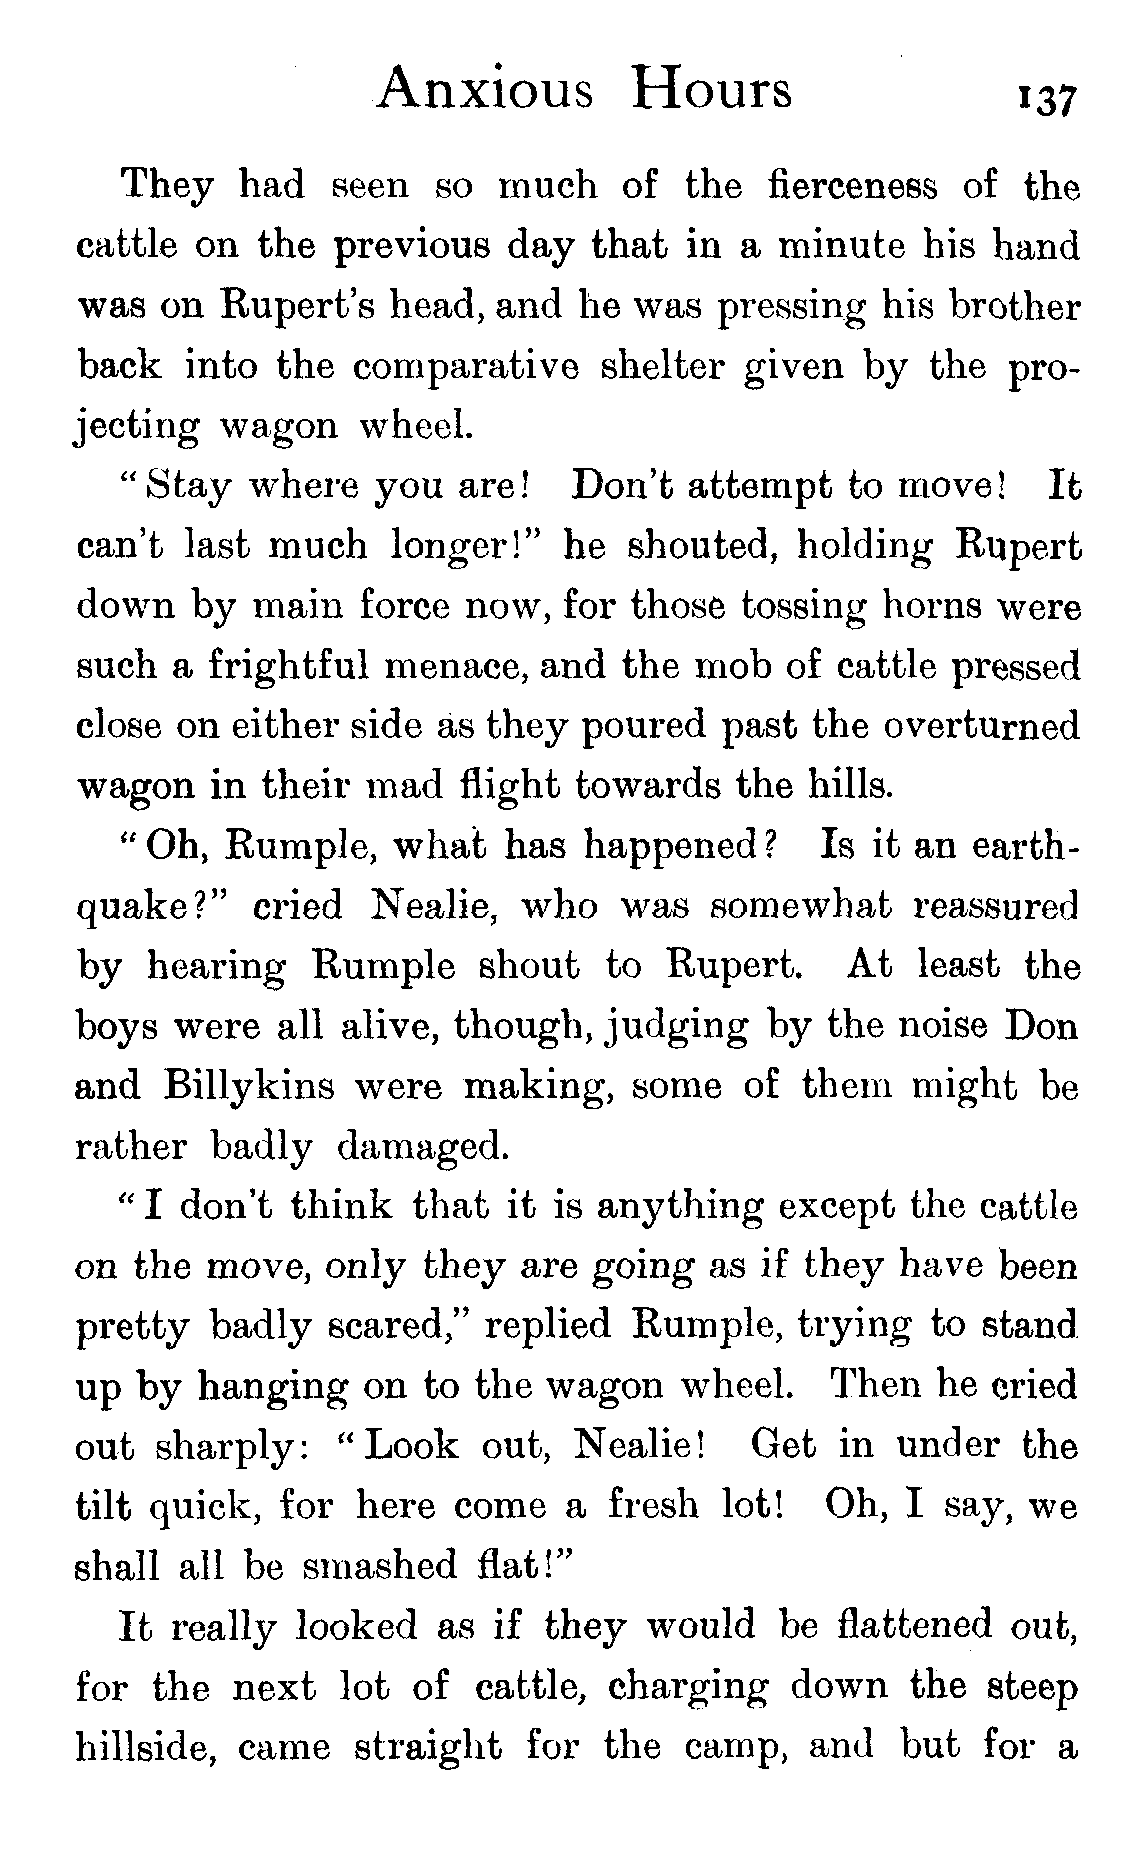 Anxious Hours 137
They had seen so much of the fierceness of the
cattle on the previous day that in a minute his hand
was on Rupert's head, and he was pressing his brother
back into the comparative shelter given by the pro-
jecting wagon wheel.
"Stay where you are! Don't attempt to move! It
can't last much longer!" he shouted, holding Rupert
down by main force now, for those tossing horns were
such a frightful menace, and the mob of cattle pressed
close on either side as they poured past the overturned
wagon in their mad flight towards the hills.
"Oh, Rumple, what has happened? Is it an earth-
quake?" cried Nealie, who was somewhat reassured
by hearing Rumple shout to Rupert. At least the
boys were all alive, though, judging by the noise Don
and Billykins were making, some of them might be
rather badly damaged.
"I don't think that it is anything except the cattle
on the move, only they are going as if they have been
pretty badly scared," replied Rumple, trying to stand
up by hanging on to the wagon wheel. Then he cried
out sharply: "Look out, Nealie! Get in under the
tilt quick, for here come a fresh lot! Oh, I say, we
shall all be smashed flat!"
It really looked as if they would be flattened out,
for the next lot of cattle, charging down the steep
hillside, came straight for the camp, and but for a